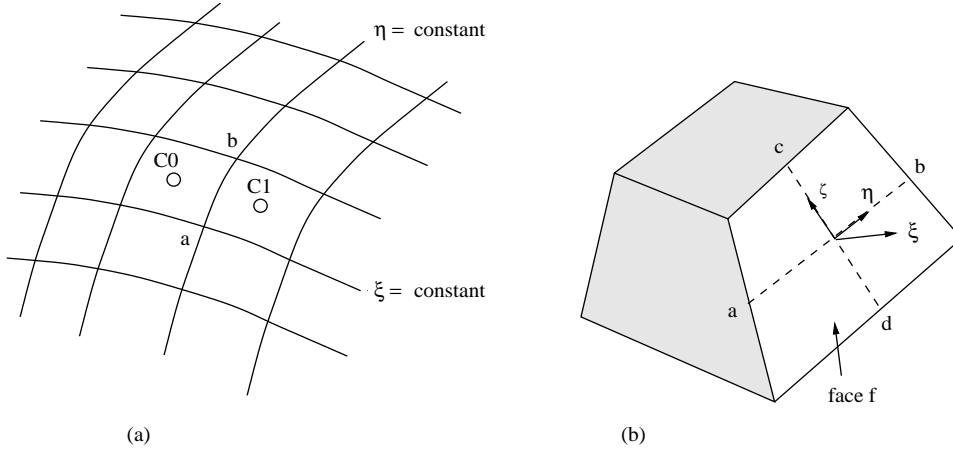 η = constant
b
C0
C1
a
ξ = constant
(a)
c
b
ζ
η
ξ
a
d
face f
(b)